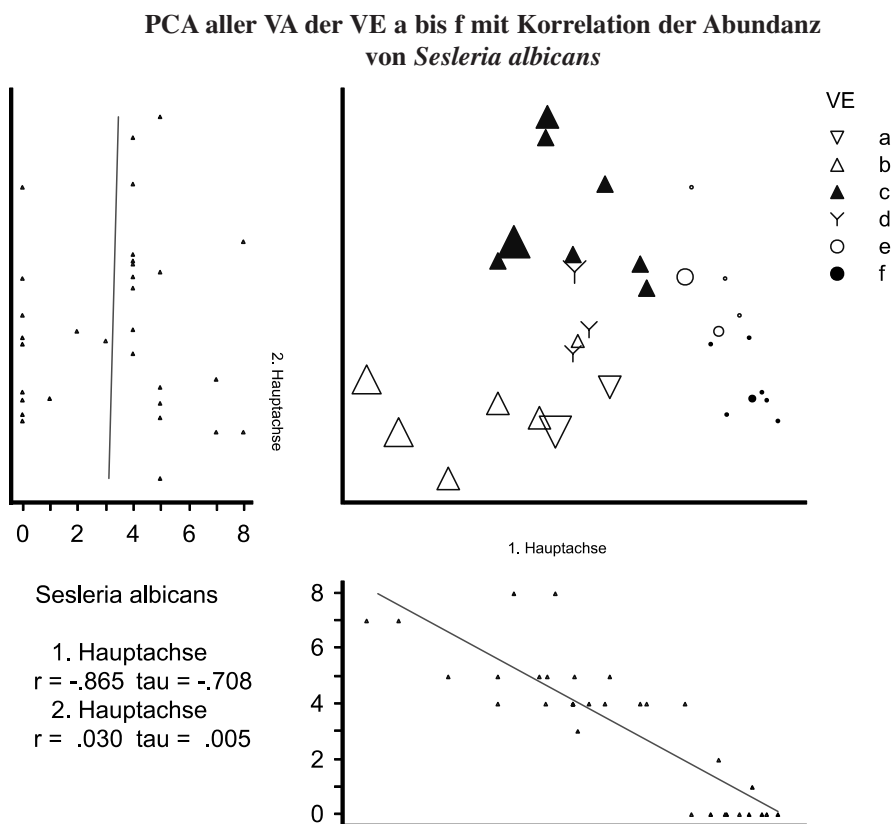 PCA aller VA der VE a bis f mit Korrelation der Abundanz
von Sesleria albicans
VE
a
b
c
d
e
f
2. Hauptachse
0 2 4 6 8
1. Hauptachse
Sesleria albicans
1. Hauptachse
r = -.865 tau = -.708
2. Hauptachse
r = .030 tau = .005
8
6
4
2
0